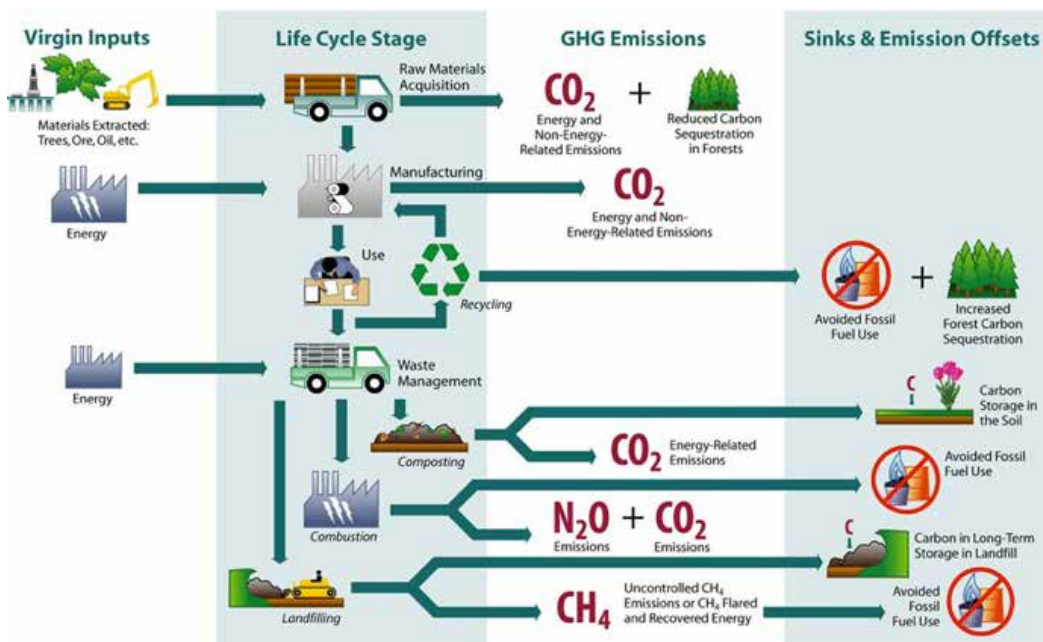 Virgin Inputs
Life Cycle Stage
GHG Emissions
Sinks & Emission Offsets
Materials Extracted:
Trees, Ore, Oil, etc.
Raw Materials
Acquisition
CO2
Energy and
Non-Energy-
Related Emissions
+
Reduced Carbon
Sequestration
in Forests
Energy
Manufacturing
CO2
Energy and Non-
Energy-Related Emissions
Use
Recycling
Avoided Fossil
Fuel Use
+
Increased
Forest Carbon
Sequestration
Energy
Waste
Management
Composting
CO2
Energy-Related
Emissions
C
Carbon
Storage in
the Soil
Combustion
N2O
Emissions
+
CO2
Emissions
Avoided Fossil
Fuel Use
Landfilling
C
Carbon in Long-Term
Storage in Landfill
CH4
Uncontrolled CH4
Emissions or CH4 Flared
and Recovered Energy
Avoided
Fossil
Fuel Use